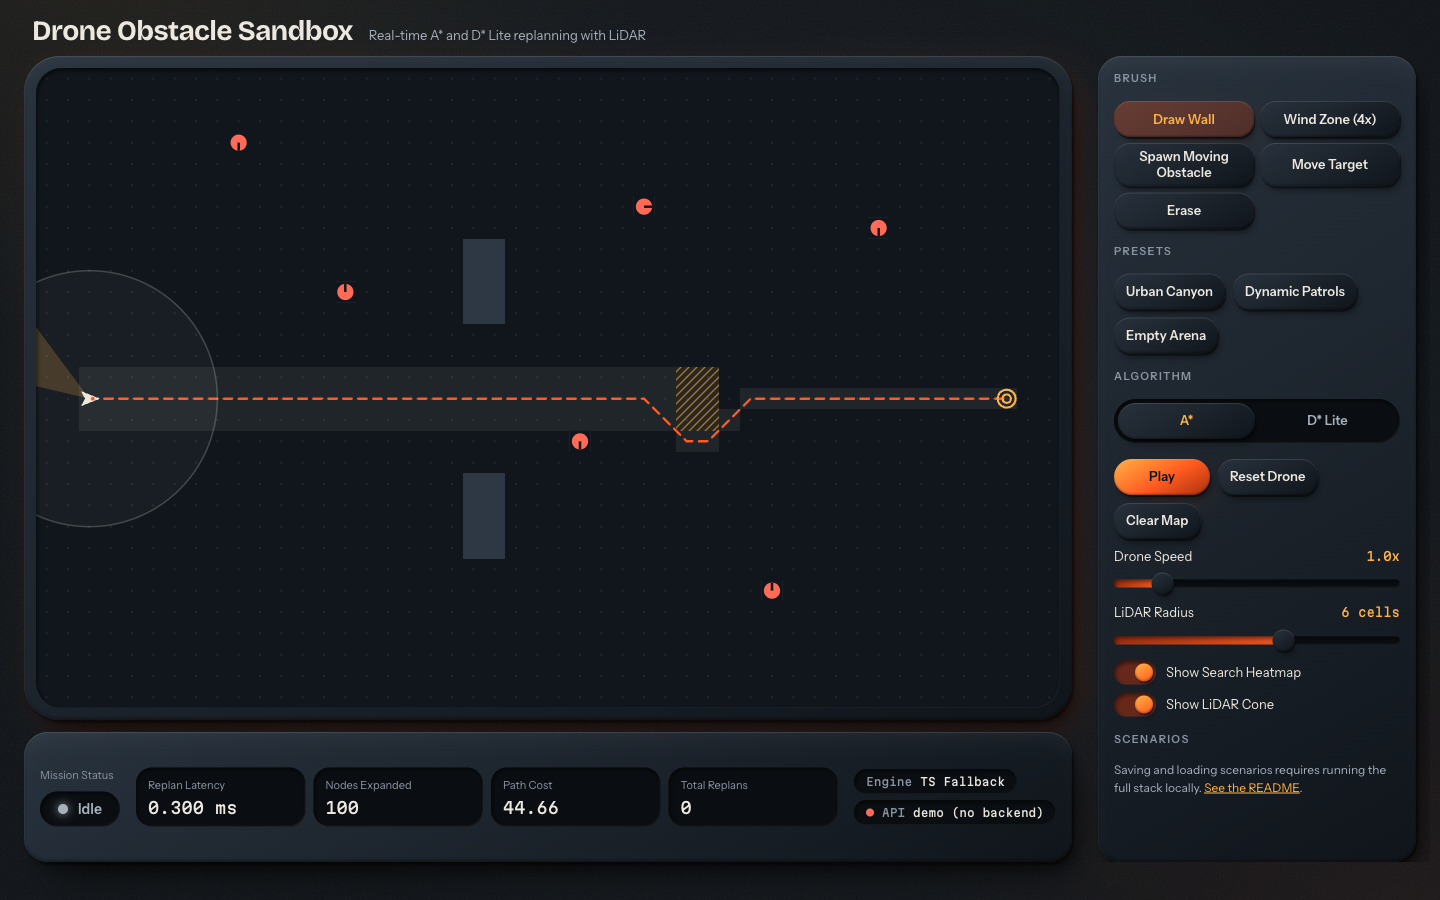 Drone Obstacle Sandbox
Real-time A* and D* Lite replanning with LiDAR
BRUSH
Draw Wall
Wind Zone (4x)
Spawn Moving
Obstacle
Move Target
Erase
PRESETS
Urban Canyon
Dynamic Patrols
Empty Arena
ALGORITHM
A*
D* Lite
Play
Reset Drone
Clear Map
Drone Speed
1.0x
LiDAR Radius
6 cells
Show Search Heatmap
Show LiDAR Cone
SCENARIOS
Saving and loading scenarios requires running the
full stack locally. See the README.
Mission Status
Idle
Replan Latency
0.300 ms
Nodes Expanded
100
Path Cost
44.66
Total Replans
0
Engine TS Fallback
API demo (no backend)